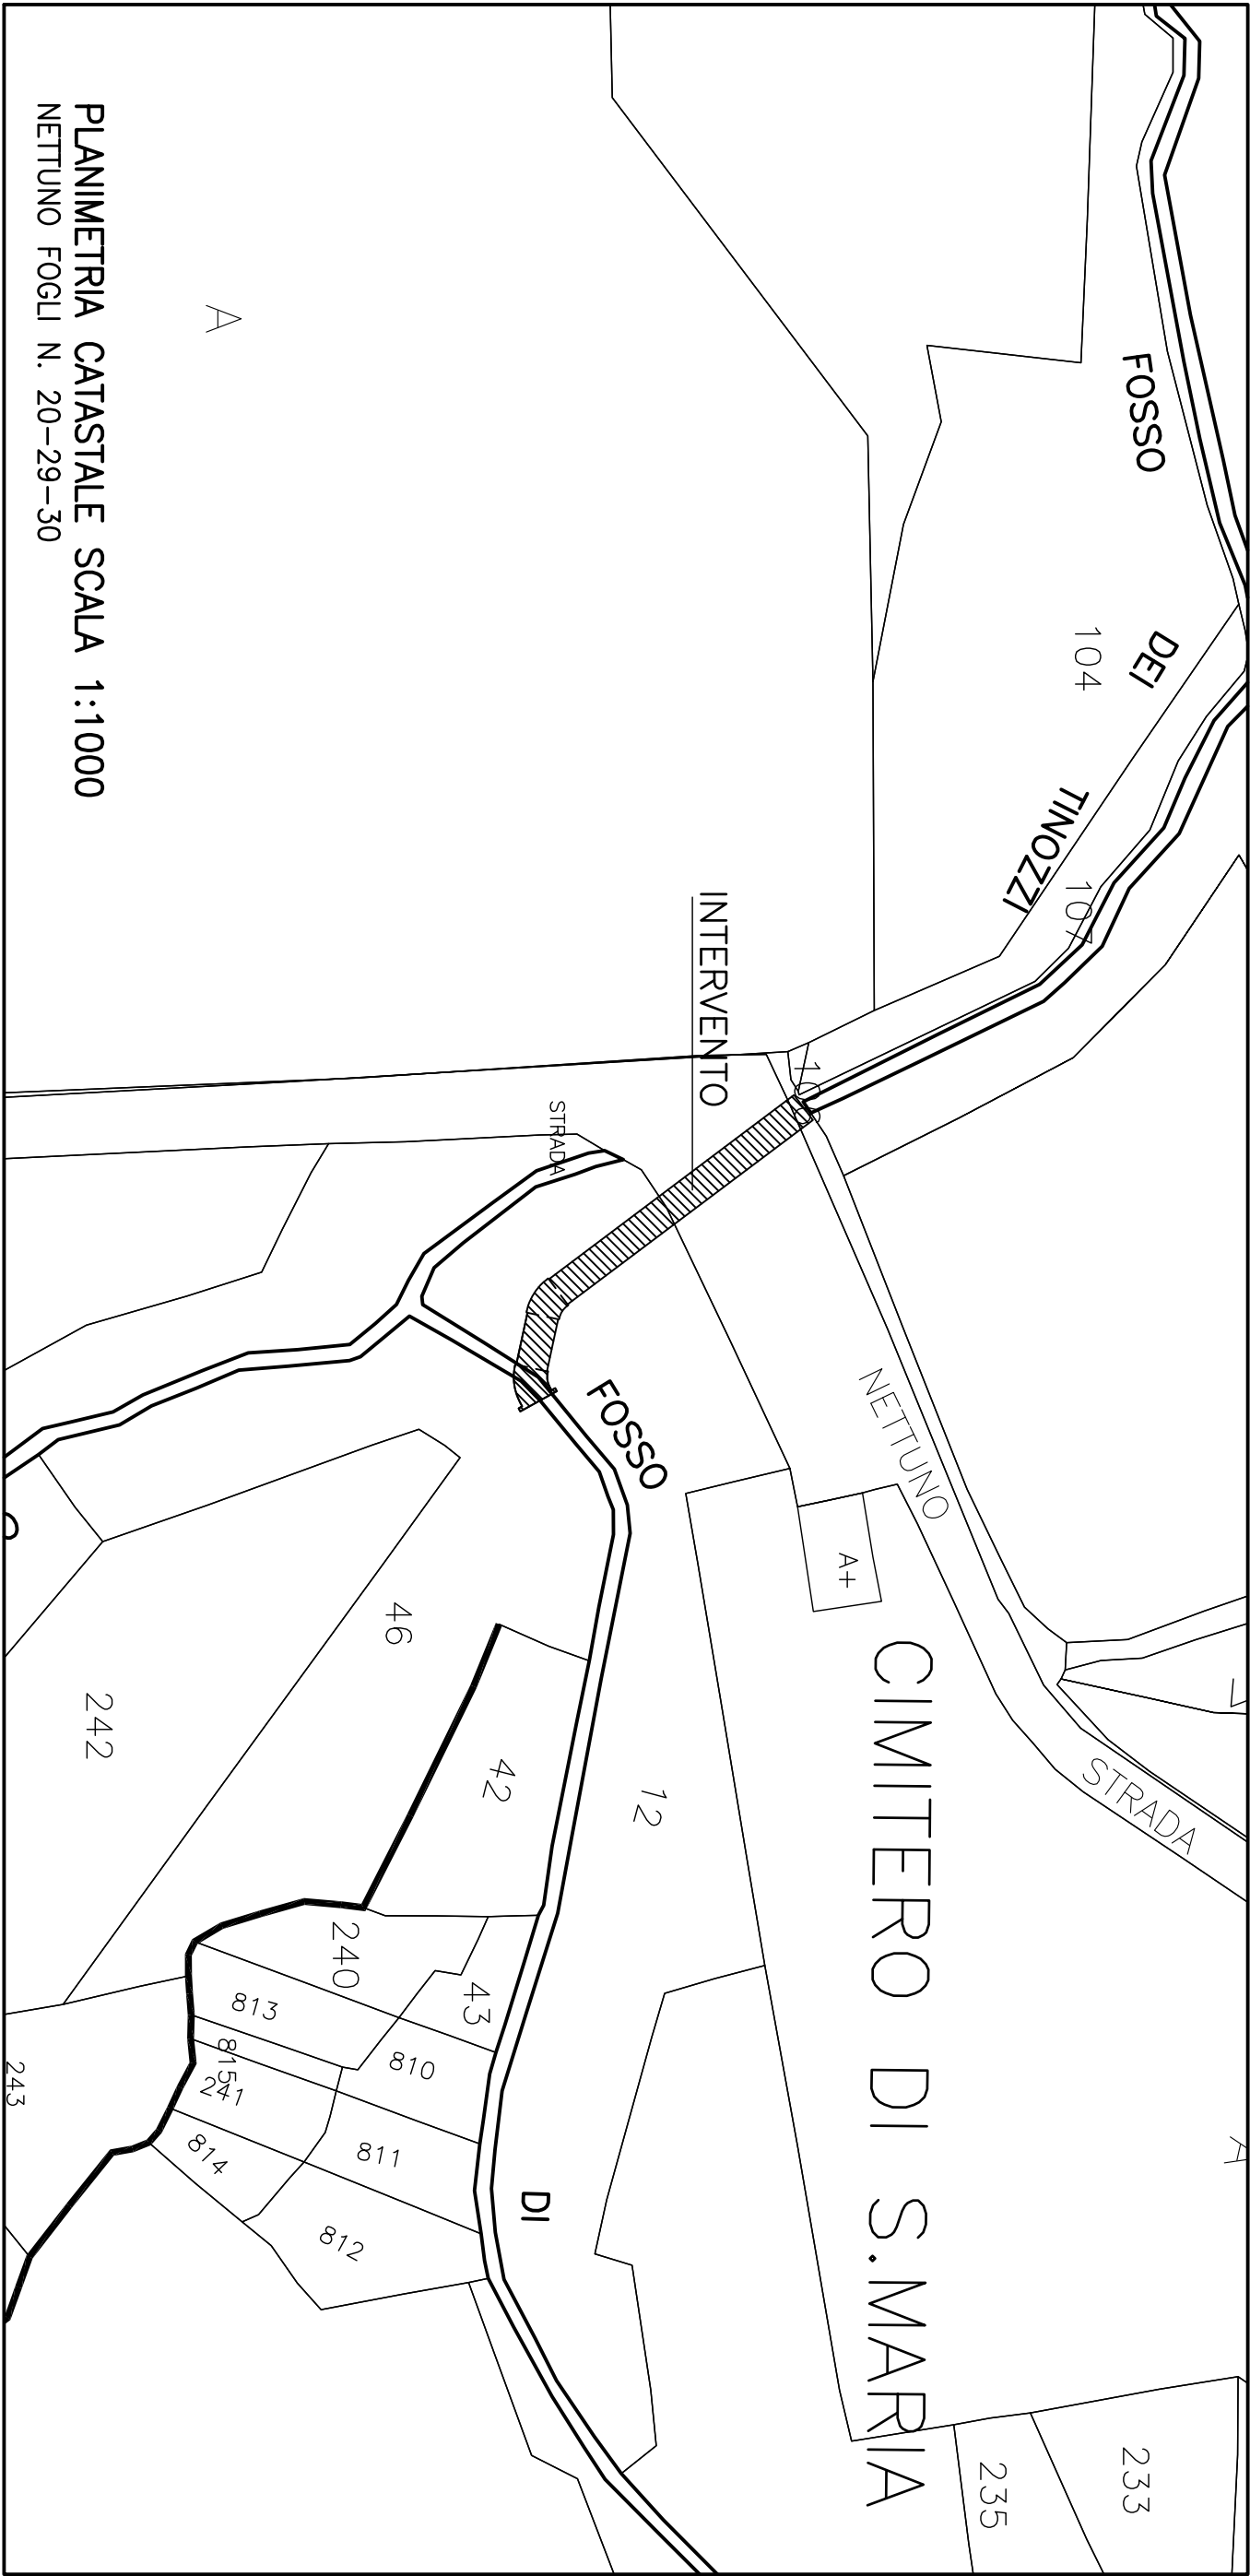 FOSSO
DEI
104
TINOZZI
107
INTERVENTO
STRADA
NETTUNO
STRADA
FOSSO
A+
CIMITERO DI S.MARIA
A
A
12
46
42
242
240
43
813
810
815
241
811
814
812
243
DI
233
235
PLANIMETRIA CATASTALE SCALA 1:1000
NETTUNO FOGLI N. 20-29-30